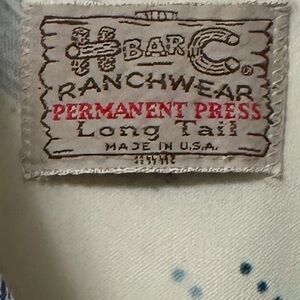 H BAR C
RANCHWEAR
PERMANENT PRESS
Long Tail
MADE IN U.S.A.